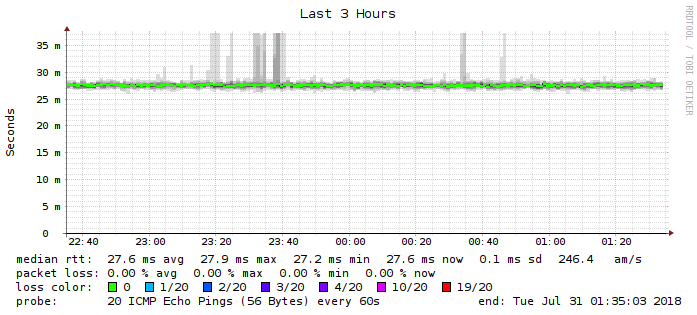 Last 3 Hours
RRDTOOL / TOBI OETIKER
Seconds
35 m
30 m
25 m
20 m
15 m
10 m
5 m
0
22:40 23:00 23:20 23:40 00:00 00:20 00:40 01:00 01:20
median rtt: 27.6 ms avg 27.9 ms max 27.2 ms min 27.6 ms now 0.1 ms sd 246.4 am/s
packet loss: 0.00 % avg 0.00 % max 0.00 % min 0.00 % now
loss color: 0 1/20 2/20 3/20 4/20 10/20 19/20
probe: 20 ICMP Echo Pings (56 Bytes) every 60s end: Tue Jul 31 01:35:03 2018